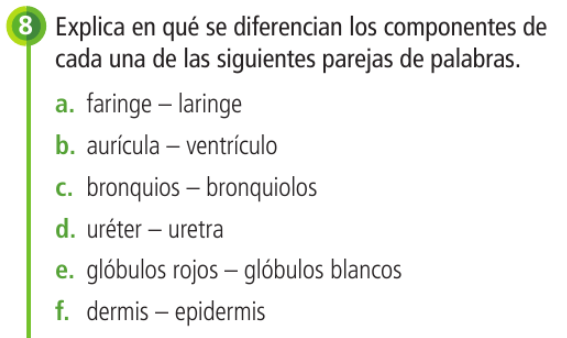 8 Explica en qué se diferencian los componentes de
cada una de las siguientes parejas de palabras.
a. faringe – laringe
b. aurícula – ventrículo
c. bronquios – bronquiolos
d. uréter – uretra
e. glóbulos rojos – glóbulos blancos
f. dermis – epidermis